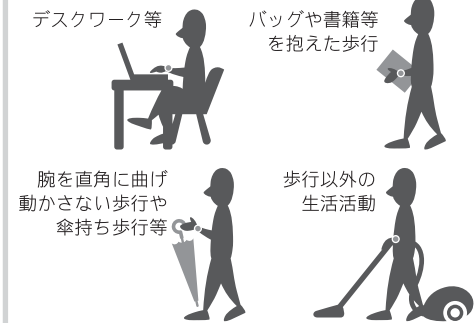 デスクワーク等
バッグや書籍等
を抱えた歩行
腕を直角に曲げ
動かさない歩行や
傘持ち歩行等
歩行以外の
生活活動